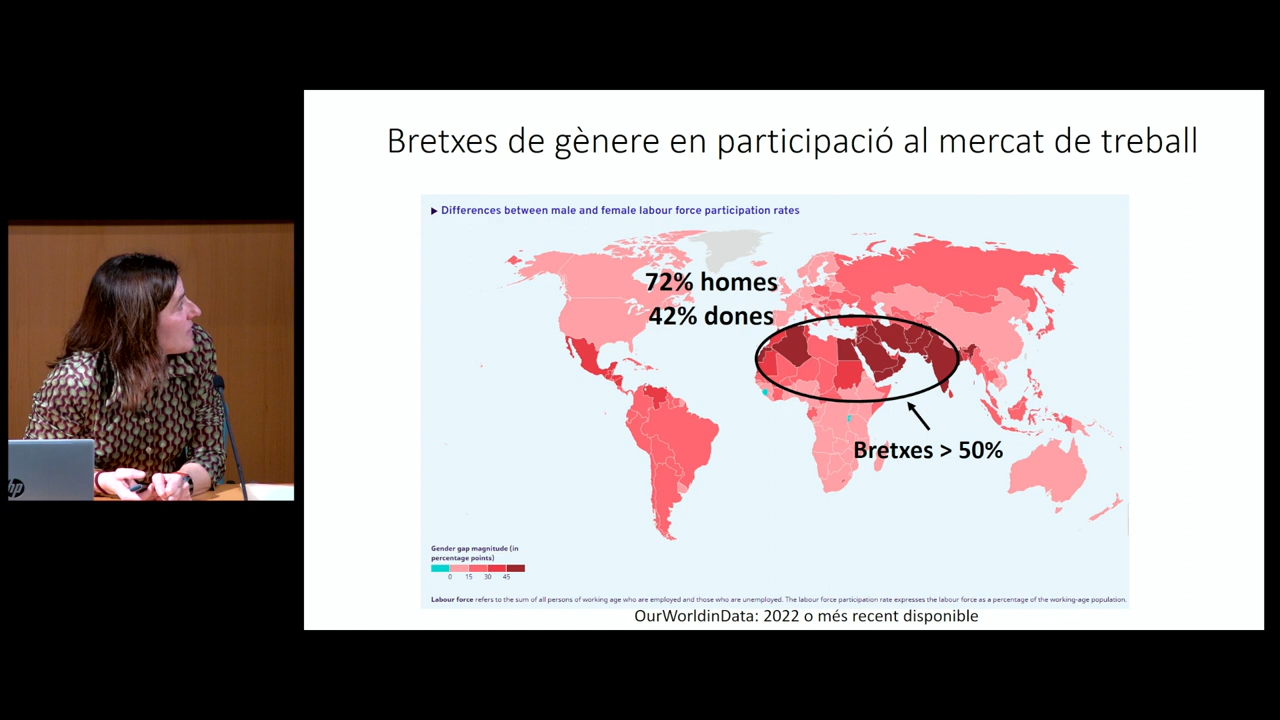 Bretxes de gènere en participació al mercat de treball
▶ Differences between male and female labour force participation rates
72% homes
42% dones
Bretxes > 50%
Gender gap magnitude (in
percentage points)
0 15 30 45
Labour force refers to the sum of all persons of working age who are employed and those who are unemployed. The labour force participation rate expresses the labour force as a percentage of the working-age population.
OurWorldinData: 2022 o més recent disponible
hp